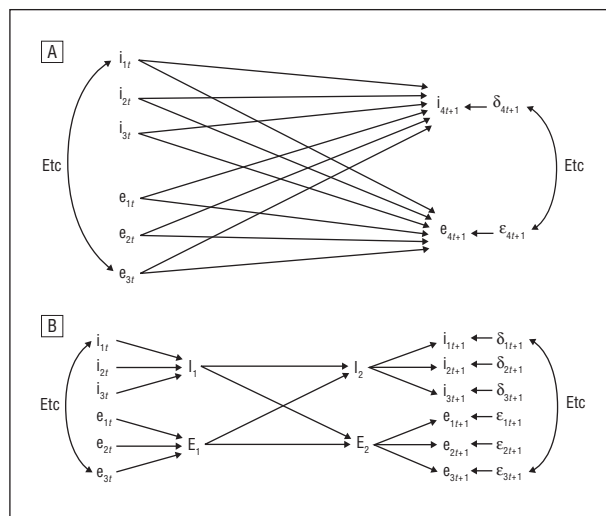 A
i1t
i2t
i3t
i4t+1 δ4t+1
Etc Etc
e1t
e2t
e4t+1 ε4t+1
e3t
B
i1t i1t+1 δ1t+1
i2t I1 I2 i2t+1 δ2t+1
i3t i3t+1 δ3t+1
Etc Etc
e1t e1t+1 ε1t+1
e2t E1 E2 e2t+1 ε2t+1
e3t e3t+1 ε3t+1